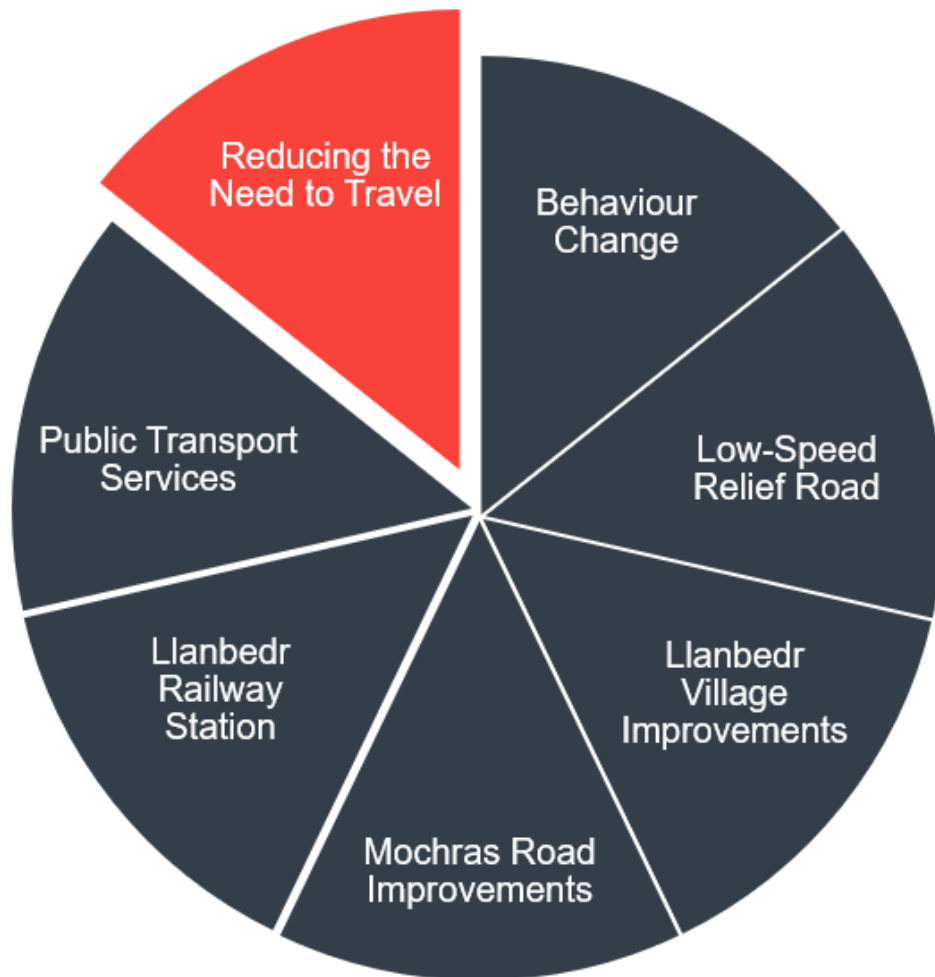 Reducing the
Need to Travel
Behaviour
Change
Low-Speed
Relief Road
Llanbedr
Village
Improvements
Mochras Road
Improvements
Llanbedr
Railway
Station
Public Transport
Services